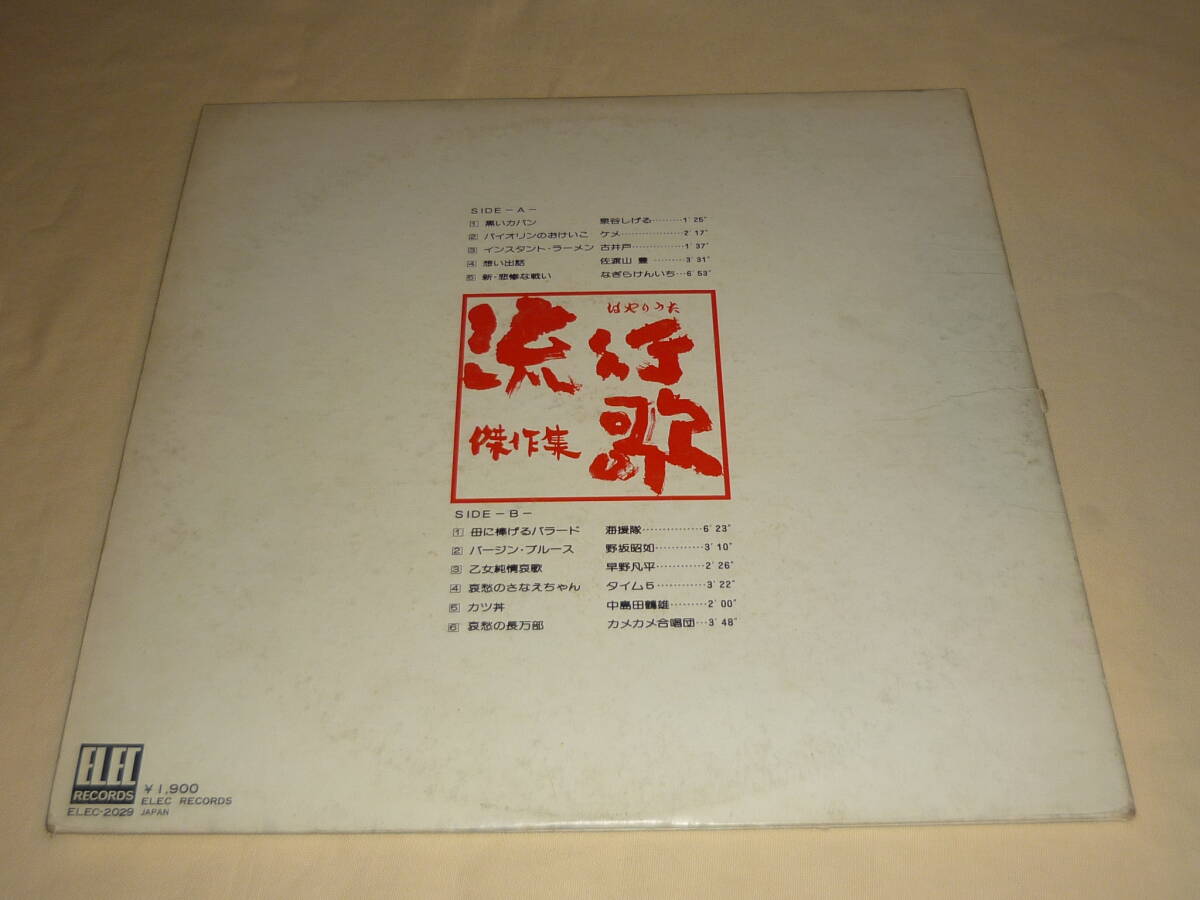 SIDE-A-
1 黒いカバン 泉谷しげる………1'25"
2 バイオリンのおけいこ ケメ…………………2'17"
3 インスタント・ラーメン 古井戸………………1'37"
4 想い出話 佐渡山 豊………3'31"
5 新・悲惨な戦い なぎらけんいち…6'53"
はやりうた
流行歌
傑作集
SIDE-B-
1 母に捧げるバラード 海援隊……………6'23"
2 バージン・ブルース 野坂昭如…………3'10"
3 乙女純情哀歌 早野凡平…………2'26"
4 哀愁のさなえちゃん タイム5…………3'22"
5 カツ丼 中島田鶴雄………2'00"
6 哀愁の長万部 カメカメ合唱団…3'48"
ELEC
RECORDS
¥1,900
ELEC RECORDS
ELEC-2029 JAPAN